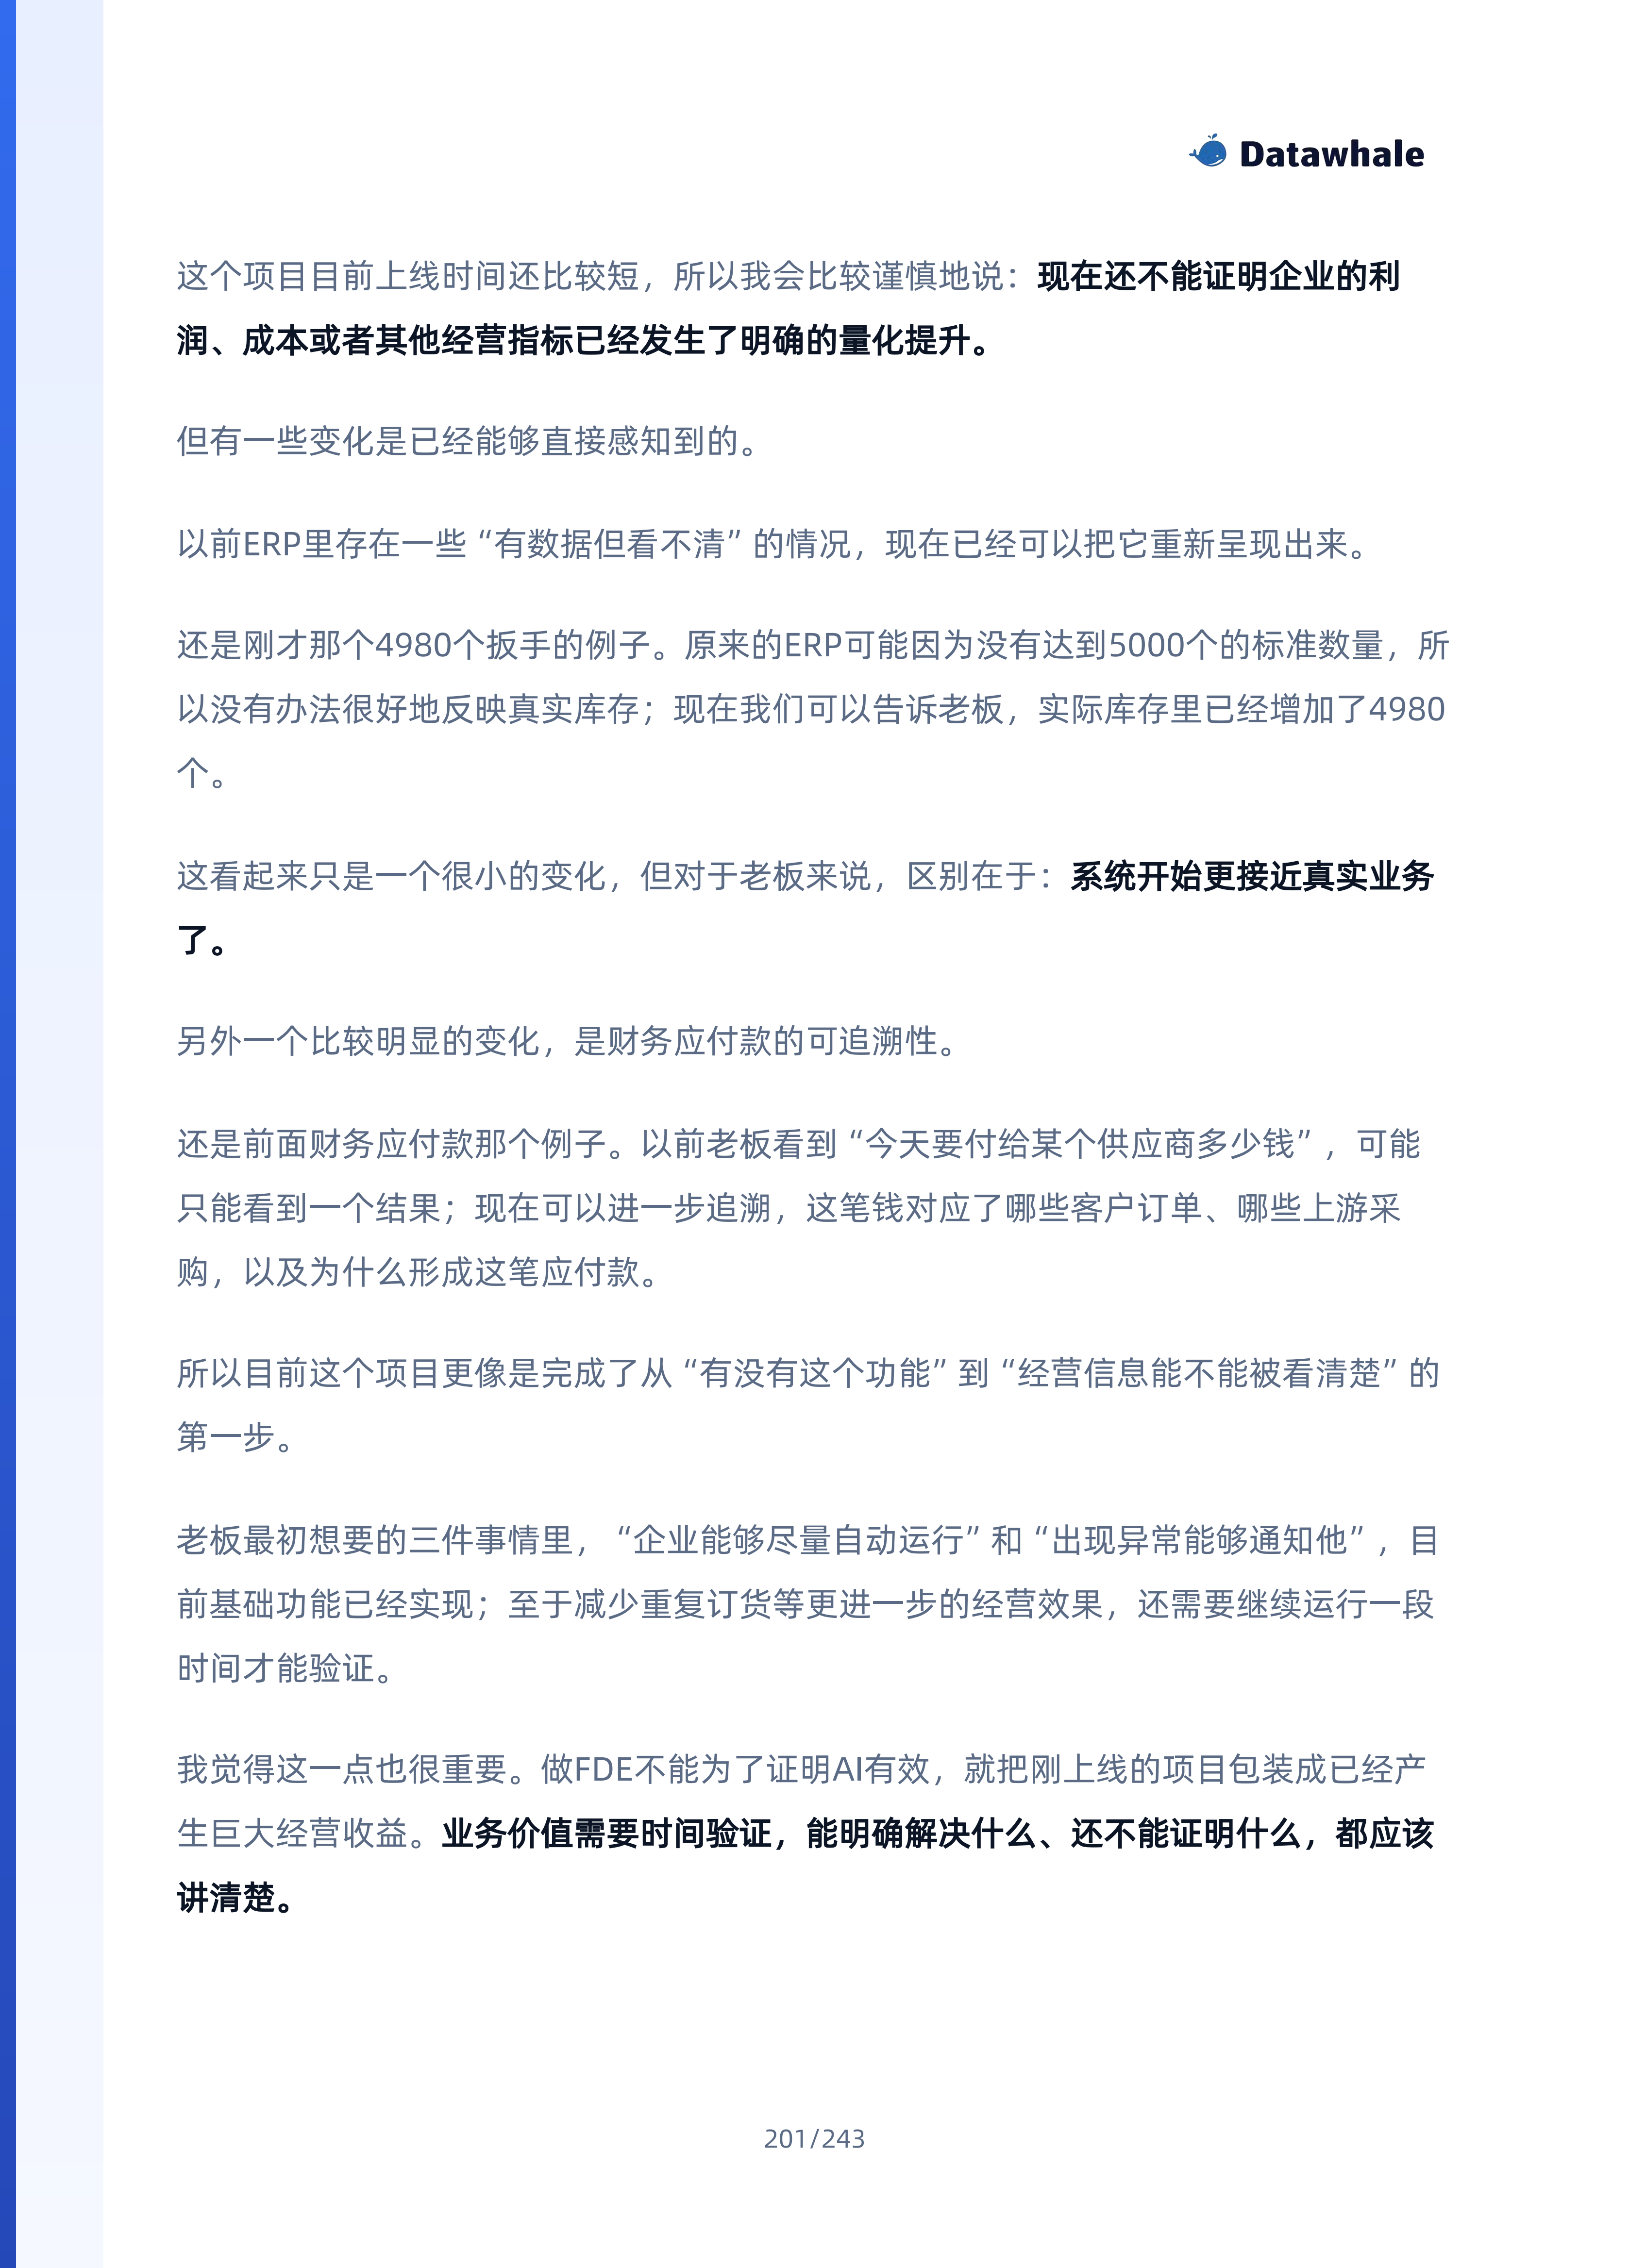 Datawhale
这个项目目前上线时间还比较短，所以我会比较谨慎地说：现在还不能证明企业的利
润、成本或者其他经营指标已经发生了明确的量化提升。
但有一些变化是已经能够直接感知到的。
以前ERP里存在一些“有数据但看不清”的情况，现在已经可以把它重新呈现出来。
还是刚才那个4980个扳手的例子。原来的ERP可能因为没有达到5000个的标准数量，所
以没有办法很好地反映真实库存；现在我们可以告诉老板，实际库存里已经增加了4980
个。
这看起来只是一个很小的变化，但对于老板来说，区别在于：系统开始更接近真实业务
了。
另外一个比较明显的变化，是财务应付款的可追溯性。
还是前面财务应付款那个例子。以前老板看到“今天要付给某个供应商多少钱”，可能
只能看到一个结果；现在可以进一步追溯，这笔钱对应了哪些客户订单、哪些上游采
购，以及为什么形成这笔应付款。
所以目前这个项目更像是完成了从“有没有这个功能”到“经营信息能不能被看清楚”的
第一步。
老板最初想要的三件事情里，“企业能够尽量自动运行”和“出现异常能够通知他”，目
前基础功能已经实现；至于减少重复订货等更进一步的经营效果，还需要继续运行一段
时间才能验证。
我觉得这一点也很重要。做FDE不能为了证明AI有效，就把刚上线的项目包装成已经产
生巨大经营收益。业务价值需要时间验证，能明确解决什么、还不能证明什么，都应该
讲清楚。
201/243